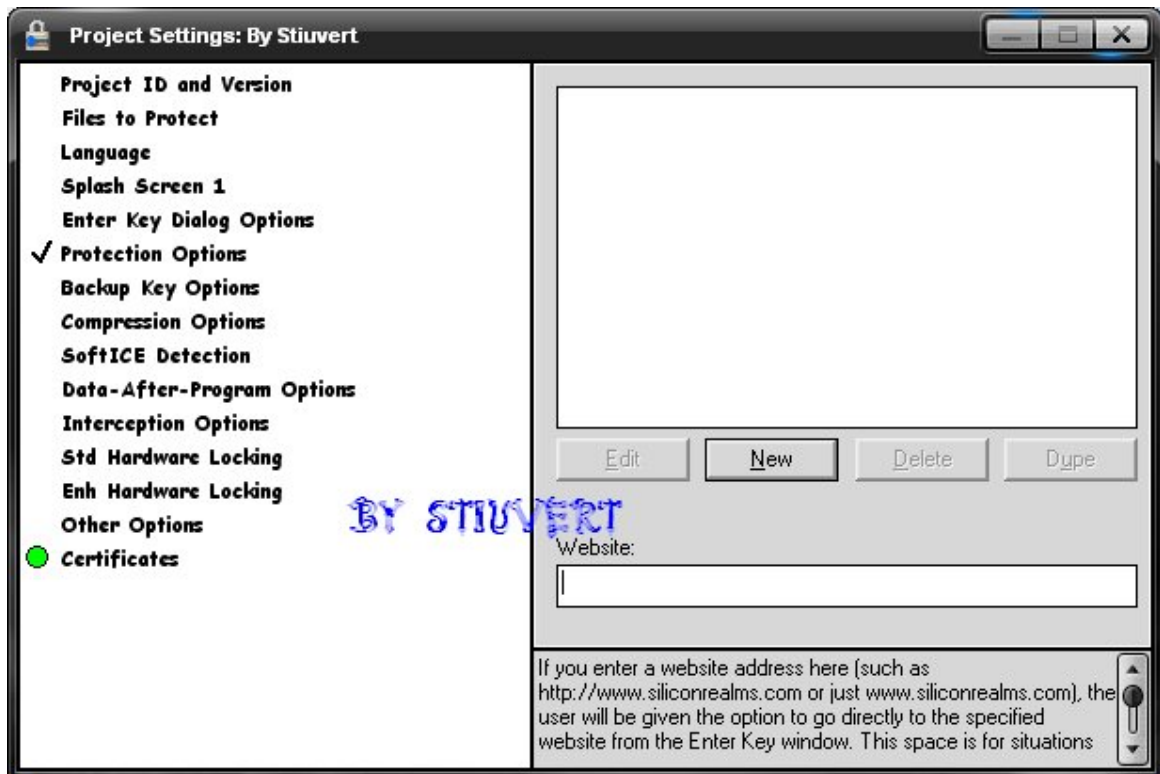 Project Settings: By Stiuvert
Project ID and Version
Files to Protect
Language
Splash Screen 1
Enter Key Dialog Options
Protection Options
Backup Key Options
Compression Options
SoftICE Detection
Data-After-Program Options
Interception Options
Std Hardware Locking
Enh Hardware Locking
Other Options
Certificates
BY STIUVERT
Edit New Delete Dupe
Website:
If you enter a website address here (such as
http://www.siliconrealms.com or just www.siliconrealms.com), the
user will be given the option to go directly to the specified
website from the Enter Key window. This space is for situations